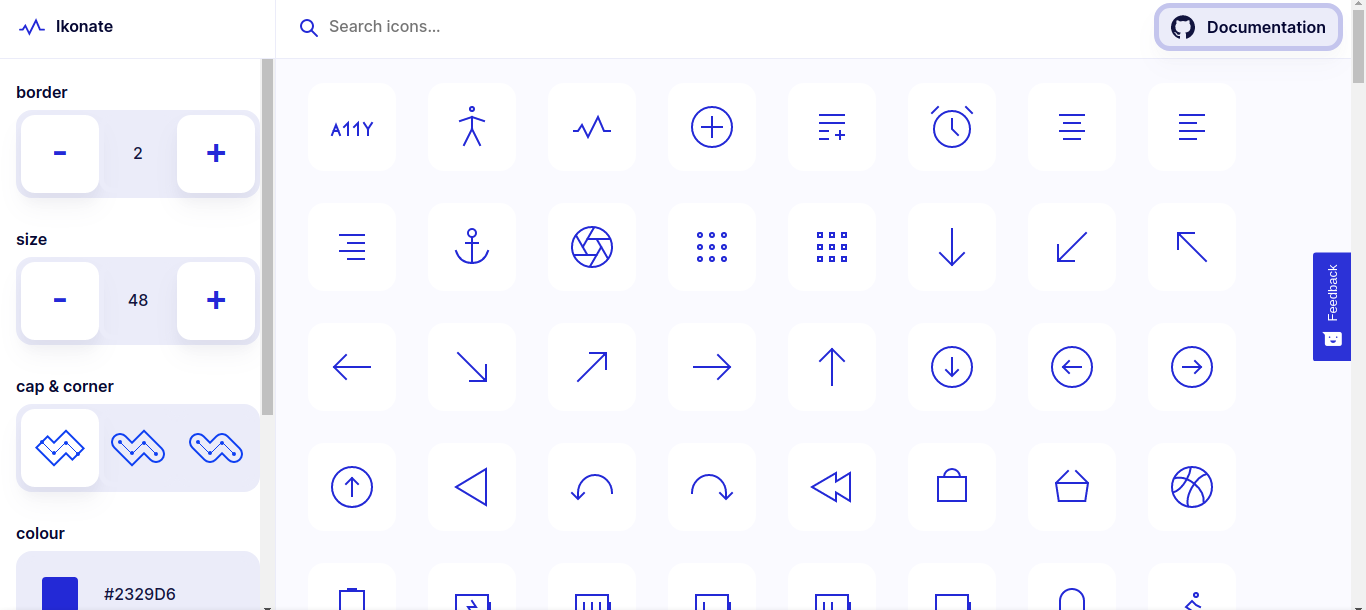 Ikonate
Search icons...
Documentation
border
- 2 +
size
- 48 +
cap & corner
colour
#2329D6
A11Y
Feedback